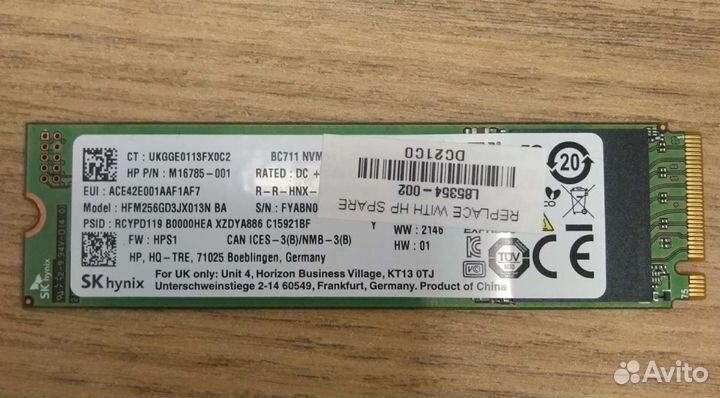 CT : UKGGE0113FX0C2
BC711 NVM
HP P/N : M16785-001
RATED : DC +
EUI : ACE42E001AAF1AF7
R-R-HNX-
Model : HFM256GD3JX013N BA
S/N : FYABN0
PSID : RCYPD119 B0000HEA XZDYA886 C15921BF
Y
FW : HPS1
CAN ICES-3(B)/NMB-3(B)
WW : 2146
HW : 01
HP, HQ-TRE, 71025 Boeblingen, Germany
For UK only: Unit 4, Horizon Business Village, KT13 0TJ
Unterschweinstiege 2-14 60549, Frankfurt, Germany. Product of China
SK hynix
SK hynix
REPLACE WITH HP SPARE
L85354-002
DC21C0
20
TÜV
Avito